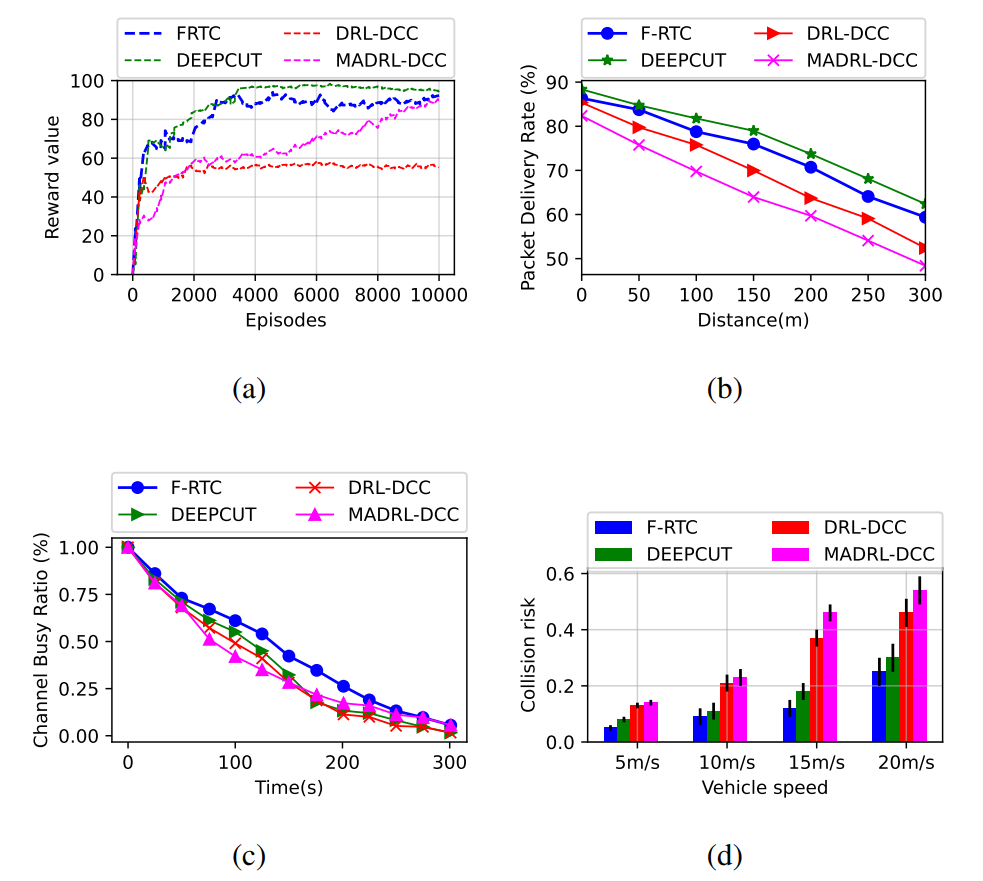 FRTC DRL-DCC
DEEPCUT MADRL-DCC
100
80
60
40
20
0
Reward value
0 2000 4000 6000 8000 10000
Episodes
(a)
F-RTC DRL-DCC
DEEPCUT MADRL-DCC
90
80
70
60
50
Packet Delivery Rate (%)
0 50 100 150 200 250 300
Distance(m)
(b)
F-RTC DRL-DCC
DEEPCUT MADRL-DCC
1.00
0.75
0.50
0.25
0.00
Channel Busy Ratio (%)
0 100 200 300
Time(s)
(c)
F-RTC DRL-DCC
DEEPCUT MADRL-DCC
0.6
0.4
0.2
0.0
Collision risk
5m/s 10m/s 15m/s 20m/s
Vehicle speed
(d)